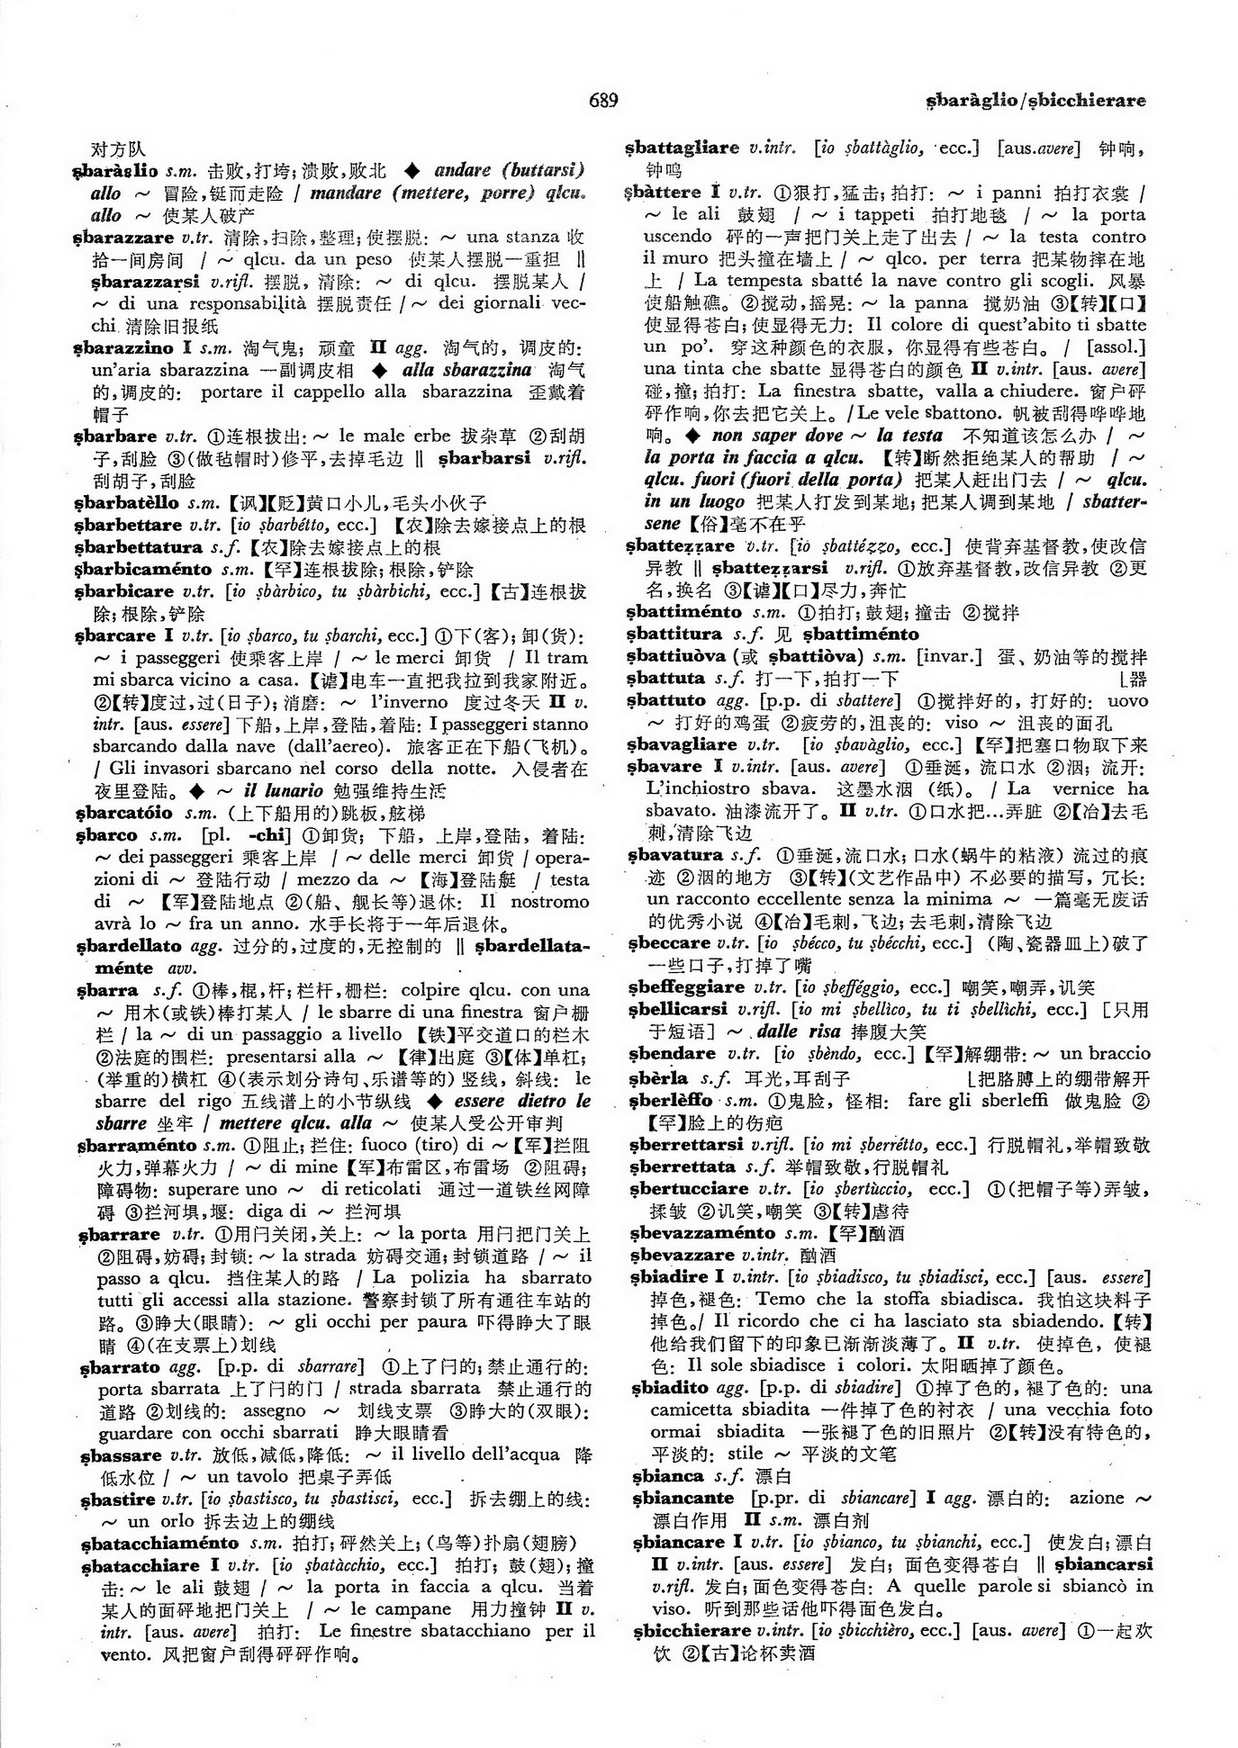 689
ṣbaràglio/ṣbicchierare
对方队
ṣbaràglio s.m. 击败,打垮; 溃败,败北 ◆ andare (buttarsi)
allo ～ 冒险,铤而走险 / mandare (mettere, porre) qlcu.
allo ～ 使某人破产
ṣbarazzare v.tr. 清除,扫除,整理; 使摆脱: ～ una stanza 收
拾一间房间 / ～ qlcu. da un peso 使某人摆脱一重担 ‖
ṣbarazzarsi v.rifl. 摆脱, 清除: ～ di qlcu. 摆脱某人 /
～ di una responsabilità 摆脱责任 / ～ dei giornali vec-
chi 清除旧报纸
ṣbarazzino I s.m. 淘气鬼; 顽童 II agg. 淘气的, 调皮的:
un'aria sbarazzina 一副调皮相 ◆ alla sbarazzina 淘气
的,调皮的: portare il cappello alla sbarazzina 歪戴着
帽子
ṣbarbare v.tr. ①连根拔出: ～ le male erbe 拔杂草 ②刮胡
子,刮脸 ③(做毡帽时)修平,去掉毛边 ‖ ṣbarbarsi v.rifl.
刮胡子,刮脸
ṣbarbatèllo s.m. 【讽】【贬】黄口小儿,毛头小伙子
ṣbarbettare v.tr. [io ṣbarbétto, ecc.] 【农】除去嫁接点上的根
ṣbarbettatura s.f. 【农】除去嫁接点上的根
ṣbarbicaménto s.m. 【罕】连根拔除; 根除,铲除
ṣbarbicare v.tr. [io ṣbàrbico, tu ṣbàrbichi, ecc.] 【古】连根拔
除; 根除,铲除
ṣbarcare I v.tr. [io ṣbarco, tu ṣbarchi, ecc.] ①下(客); 卸(货):
～ i passeggeri 使乘客上岸 / ～ le merci 卸货 / Il tram
mi sbarca vicino a casa. 【谑】电车一直把我拉到我家附近。
②【转】度过,过(日子); 消磨: ～ l'inverno 度过冬天 II v.
intr. [aus. essere] 下船,上岸,登陆,着陆: I passeggeri stanno
sbarcando dalla nave (dall'aereo). 旅客正在下船(飞机)。
/ Gli invasori sbarcano nel corso della notte. 入侵者在
夜里登陆。◆ ～ il lunario 勉强维持生活
ṣbarcatóio s.m. (上下船用的)跳板,舷梯
ṣbarco s.m. [pl. -chi] ①卸货; 下船, 上岸,登陆, 着陆:
～ dei passeggeri 乘客上岸 / ～ delle merci 卸货 / opera-
zioni di ～ 登陆行动 / mezzo da ～ 【海】登陆艇 / testa
di ～ 【军】登陆地点 ②(船、舰长等)退休: Il nostromo
avrà lo ～ fra un anno. 水手长将于一年后退休。
ṣbardellato agg. 过分的,过度的,无控制的 ‖ ṣbardellata-
ménte avv.
ṣbarra s.f. ①棒,棍,杆; 栏杆,栅栏: colpire qlcu. con una
～ 用木(或铁)棒打某人 / le sbarre di una finestra 窗户栅
栏 / la ～ di un passaggio a livello 【铁】平交道口的栏木
②法庭的围栏: presentarsi alla ～ 【律】出庭 ③【体】单杠;
(举重的)横杠 ④(表示划分诗句、乐谱等的) 竖线, 斜线: le
sbarre del rigo 五线谱上的小节纵线 ◆ essere dietro le
sbarre 坐牢 / mettere qlcu. alla ～ 使某人受公开审判
ṣbarraménto s.m. ①阻止; 拦住: fuoco (tiro) di ～【军】拦阻
火力,弹幕火力 / ～ di mine 【军】布雷区,布雷场 ②阻碍;
障碍物: superare uno ～ di reticolati 通过一道铁丝网障
碍 ③拦河坝,堰: diga di ～ 拦河坝
ṣbarrare v.tr. ①用闩关闭,关上: ～ la porta 用闩把门关上
②阻碍,妨碍; 封锁: ～ la strada 妨碍交通; 封锁道路 / ～ il
passo a qlcu. 挡住某人的路 / La polizia ha sbarrato
tutti gli accessi alla stazione. 警察封锁了所有通往车站的
路。③睁大(眼睛): ～ gli occhi per paura 吓得睁大了眼
睛 ④(在支票上)划线
ṣbarrato agg. [p.p. di sbarrare] ①上了闩的; 禁止通行的:
porta sbarrata 上了闩的门 / strada sbarrata 禁止通行的
道路 ②划线的: assegno ～ 划线支票 ③睁大的(双眼):
guardare con occhi sbarrati 睁大眼睛看
ṣbassare v.tr. 放低,减低,降低: ～ il livello dell'acqua 降
低水位 / ～ un tavolo 把桌子弄低
ṣbastire v.tr. [io ṣbastisco, tu ṣbastisci, ecc.] 拆去绷上的线:
～ un orlo 拆去边上的绷线
ṣbatacchiaménto s.m. 拍打; 砰然关上; (鸟等)扑扇(翅膀)
ṣbatacchiare I v.tr. [io ṣbatàcchio, ecc.] 拍打; 鼓(翅); 撞
击: ～ le ali 鼓翅 / ～ la porta in faccia a qlcu. 当着
某人的面砰地把门关上 / ～ le campane 用力撞钟 II v.
intr. [aus. avere] 拍打: Le finestre sbatacchiano per il
vento. 风把窗户刮得砰砰作响。
ṣbattagliare v.intr. [io ṣbattàglio, ecc.] [aus.avere] 钟响,
钟鸣
ṣbàttere I v.tr. ①狠打,猛击; 拍打: ～ i panni 拍打衣裳 /
～ le ali 鼓翅 / ～ i tappeti 拍打地毯 / ～ la porta
uscendo 砰的一声把门关上走了出去 / ～ la testa contro
il muro 把头撞在墙上 / ～ qlco. per terra 把某物摔在地
上 / La tempesta sbatté la nave contro gli scogli. 风暴
使船触礁。②搅动,摇晃: ～ la panna 搅奶油 ③【转】【口】
使显得苍白; 使显得无力: Il colore di quest'abito ti sbatte
un po'. 穿这种颜色的衣服, 你显得有些苍白。/ [assol.]
una tinta che sbatte 显得苍白的颜色 II v.intr. [aus. avere]
碰,撞; 拍打: La finestra sbatte, valla a chiudere. 窗户砰
砰作响,你去把它关上。/ Le vele sbattono. 帆被刮得哗哗地
响。◆ non saper dove ～ la testa 不知道该怎么办 / ～
la porta in faccia a qlcu. 【转】断然拒绝某人的帮助 / ～
qlcu. fuori (fuori della porta) 把某人赶出门去 / ～ qlcu.
in un luogo 把某人打发到某地; 把某人调到某地 / sbatter-
sene 【俗】毫不在乎
ṣbatteẓẓare v.tr. [io ṣbattéẓẓo, ecc.] 使背弃基督教,使改信
异教 ‖ ṣbatteẓẓarsi v.rifl. ①放弃基督教,改信异教 ②更
名,换名 ③【谑】【口】尽力,奔忙
ṣbattiménto s.m. ①拍打; 鼓翅; 撞击 ②搅拌
ṣbattitura s.f. 见 ṣbattiménto
ṣbattiuòva (或 ṣbattiòva) s.m. [invar.] 蛋、奶油等的搅拌
ṣbattuta s.f. 打一下,拍打一下 ⌊器
ṣbattuto agg. [p.p. di sbattere] ①搅拌好的, 打好的: uovo
～ 打好的鸡蛋 ②疲劳的,沮丧的: viso ～ 沮丧的面孔
ṣbavagliare v.tr. [io ṣbavàglio, ecc.] 【罕】把塞口物取下来
ṣbavare I v.intr. [aus. avere] ①垂涎, 流口水 ②洇; 流开:
L'inchiostro sbava. 这墨水洇 (纸)。/ La vernice ha
sbavato. 油漆流开了。II v.tr. ①口水把…弄脏 ②【冶】去毛
刺,清除飞边
ṣbavatura s.f. ①垂涎,流口水; 口水(蜗牛的粘液) 流过的痕
迹 ②洇的地方 ③【转】(文艺作品中) 不必要的描写, 冗长:
un racconto eccellente senza la minima ～ 一篇毫无废话
的优秀小说 ④【冶】毛刺,飞边; 去毛刺,清除飞边
ṣbeccare v.tr. [io ṣbécco, tu ṣbécchi, ecc.] (陶、瓷器皿上)破了
一些口子,打掉了嘴
ṣbeffeggiare v.tr. [io ṣbefféggio, ecc.] 嘲笑,嘲弄,讥笑
ṣbellicarsi v.rifl. [io mi ṣbellìco, tu ti ṣbellìchi, ecc.] [只用
于短语] ～ dalle risa 捧腹大笑
ṣbendare v.tr. [io ṣbèndo, ecc.] 【罕】解绷带: ～ un braccio
ṣbèrla s.f. 耳光,耳刮子 ⌊把胳膊上的绷带解开
ṣberlèffo s.m. ①鬼脸, 怪相: fare gli sberleffi 做鬼脸 ②
【罕】脸上的伤疤
ṣberrettarsi v.rifl. [io mi ṣberrétto, ecc.] 行脱帽礼,举帽致敬
ṣberrettata s.f. 举帽致敬,行脱帽礼
ṣbertucciare v.tr. [io ṣbertùccio, ecc.] ①(把帽子等)弄皱,
揉皱 ②讥笑,嘲笑 ③【转】虐待
ṣbevazzaménto s.m. 【罕】酗酒
ṣbevazzare v.intr. 酗酒
ṣbiadire I v.intr. [io ṣbiadisco, tu ṣbiadisci, ecc.] [aus. essere]
掉色,褪色: Temo che la stoffa sbiadisca. 我怕这块料子
掉色。/ Il ricordo che ci ha lasciato sta sbiadendo. 【转】
他给我们留下的印象已渐渐淡薄了。II v.tr. 使掉色, 使褪
色: Il sole sbiadisce i colori. 太阳晒掉了颜色。
ṣbiadito agg. [p.p. di sbiadire] ①掉了色的, 褪了色的: una
camicetta sbiadita 一件掉了色的衬衣 / una vecchia foto
ormai sbiadita 一张褪了色的旧照片 ②【转】没有特色的,
平淡的: stile ～ 平淡的文笔
ṣbianca s.f. 漂白
ṣbiancante [p.pr. di sbiancare] I agg. 漂白的: azione ～
漂白作用 II s.m. 漂白剂
ṣbiancare I v.tr. [io ṣbianco, tu ṣbianchi, ecc.] 使发白; 漂白
II v.intr. [aus. essere] 发白; 面色变得苍白 ‖ ṣbiancarsi
v.rifl. 发白; 面色变得苍白: A quelle parole si sbiancò in
viso. 听到那些话他吓得面色发白。
ṣbicchierare v.intr. [io ṣbicchièro, ecc.] [aus. avere] ①一起欢
饮 ②【古】论杯卖酒